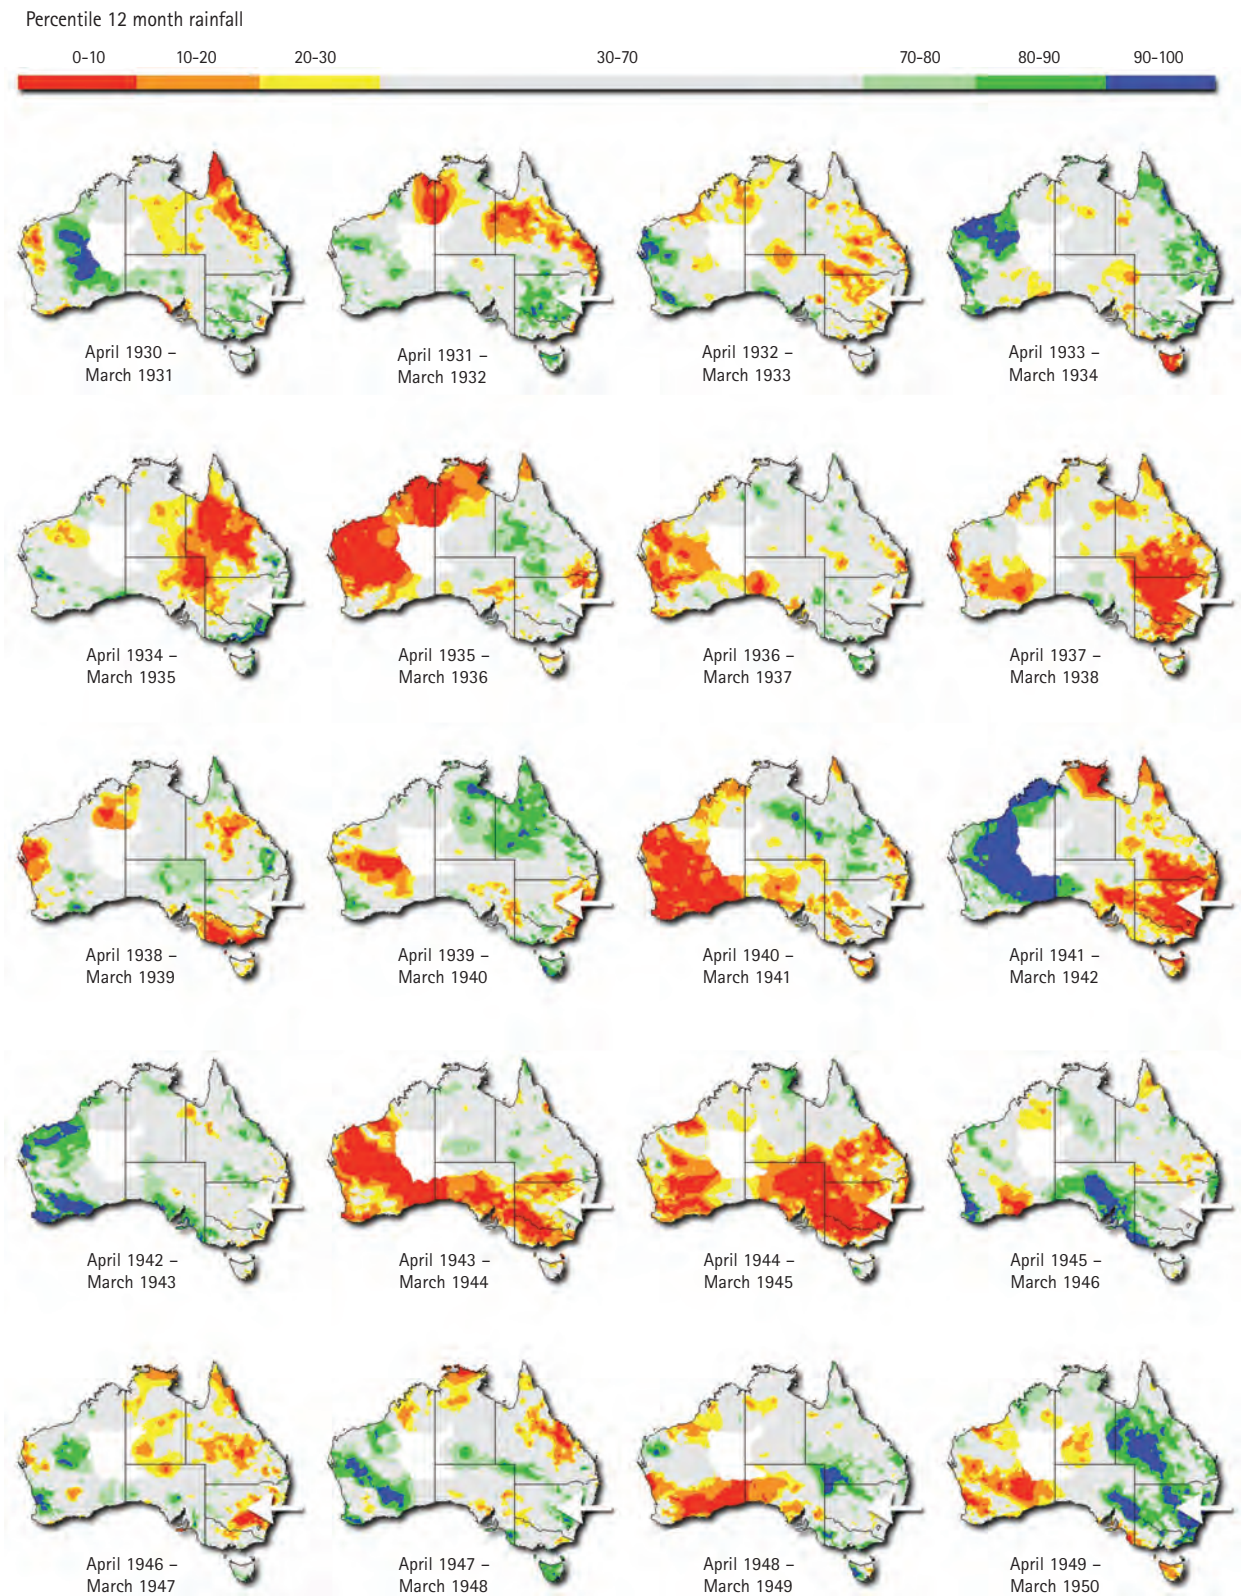 Percentile 12 month rainfall
0-10 10-20 20-30 30-70 70-80 80-90 90-100
April 1930 –
March 1931
April 1931 –
March 1932
April 1932 –
March 1933
April 1933 –
March 1934
April 1934 –
March 1935
April 1935 –
March 1936
April 1936 –
March 1937
April 1937 –
March 1938
April 1938 –
March 1939
April 1939 –
March 1940
April 1940 –
March 1941
April 1941 –
March 1942
April 1942 –
March 1943
April 1943 –
March 1944
April 1944 –
March 1945
April 1945 –
March 1946
April 1946 –
March 1947
April 1947 –
March 1948
April 1948 –
March 1949
April 1949 –
March 1950